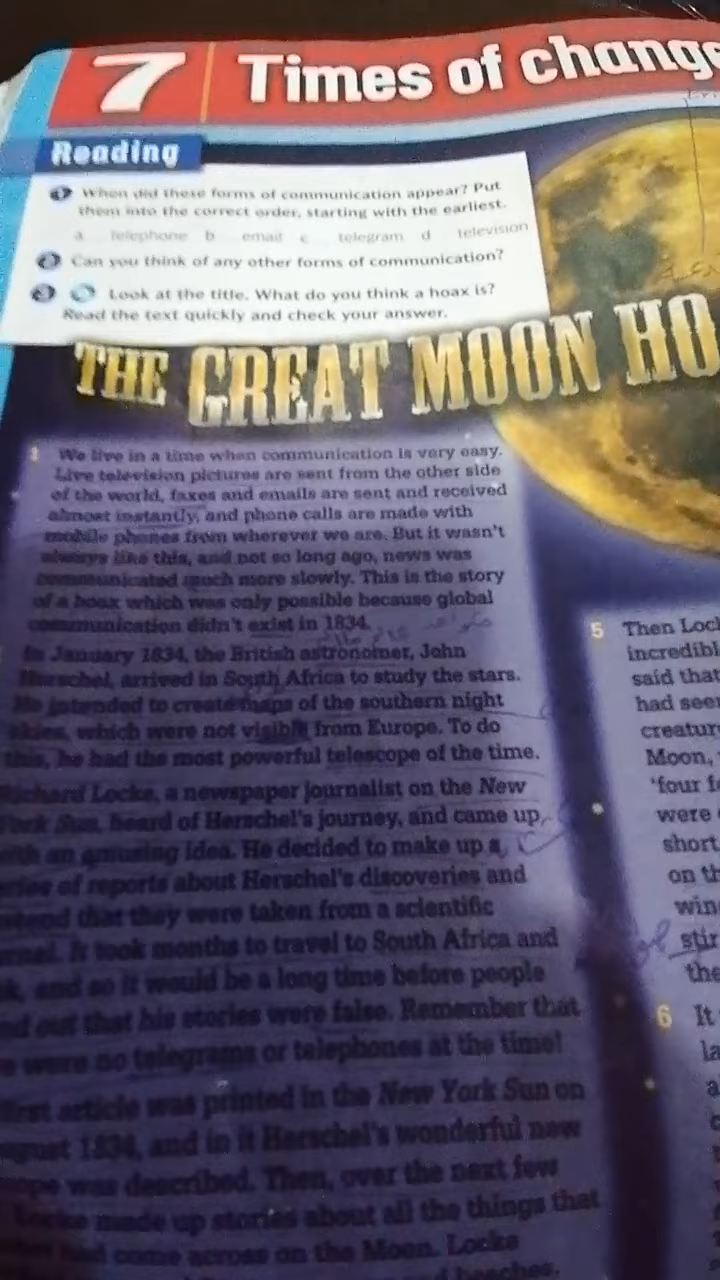 7 Times of change
Reading
1 When did these forms of communication appear? Put
them into the correct order, starting with the earliest.
a telephone b email c telegram d television
2 Can you think of any other forms of communication?
3 Look at the title. What do you think a hoax is?
Read the text quickly and check your answer.
THE GREAT MOON HO
1 We live in a time when communication is very easy.
Live television pictures are sent from the other side
of the world, faxes and emails are sent and received
almost instantly, and phone calls are made with
mobile phones from wherever we are. But it wasn't
always like this, and not so long ago, news was
communicated much more slowly. This is the story
of a hoax which was only possible because global
communication didn't exist in 1834.
In January 1834, the British astronomer, John
Herschel, arrived in South Africa to study the stars.
He intended to create maps of the southern night
skies, which were not visible from Europe. To do
this, he had the most powerful telescope of the time.
Richard Locke, a newspaper journalist on the New
York Sun, heard of Herschel's journey, and came up
with an amusing idea. He decided to make up a
series of reports about Herschel's discoveries and
pretend that they were taken from a scientific
journal. It took months to travel to South Africa and
and so it would be a long time before people
out that his stories were false. Remember that
were no telegrams or telephones at the time!
first article was printed in the New York Sun on
August 1834, and in it Herschel's wonderful new
was described. Then, over the next few
Locke made up stories about all the things that
had come across on the Moon. Locke
beaches.
5 Then Lock
incredibl
said that
had see
creatur
Moon,
'four f
were
short
on th
win
stir
the
6 It
la
a